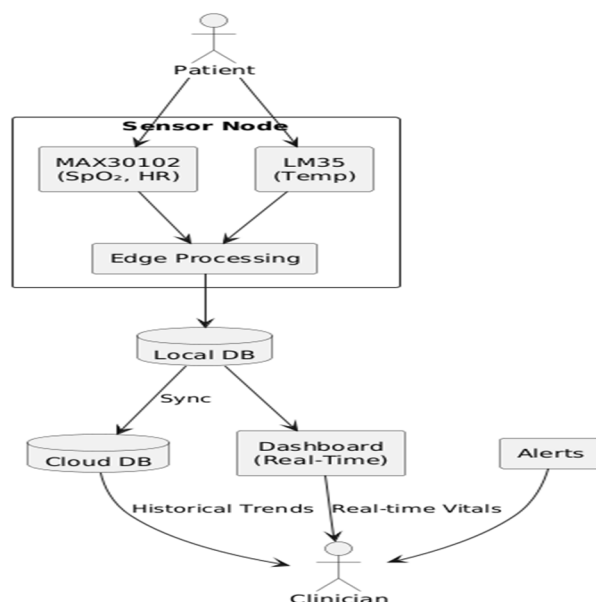 Patient
Sensor Node
MAX30102
(SpO₂, HR)
LM35
(Temp)
Edge Processing
Local DB
Sync
Cloud DB
Dashboard
(Real-Time)
Alerts
Historical Trends
Real-time Vitals
Clinician